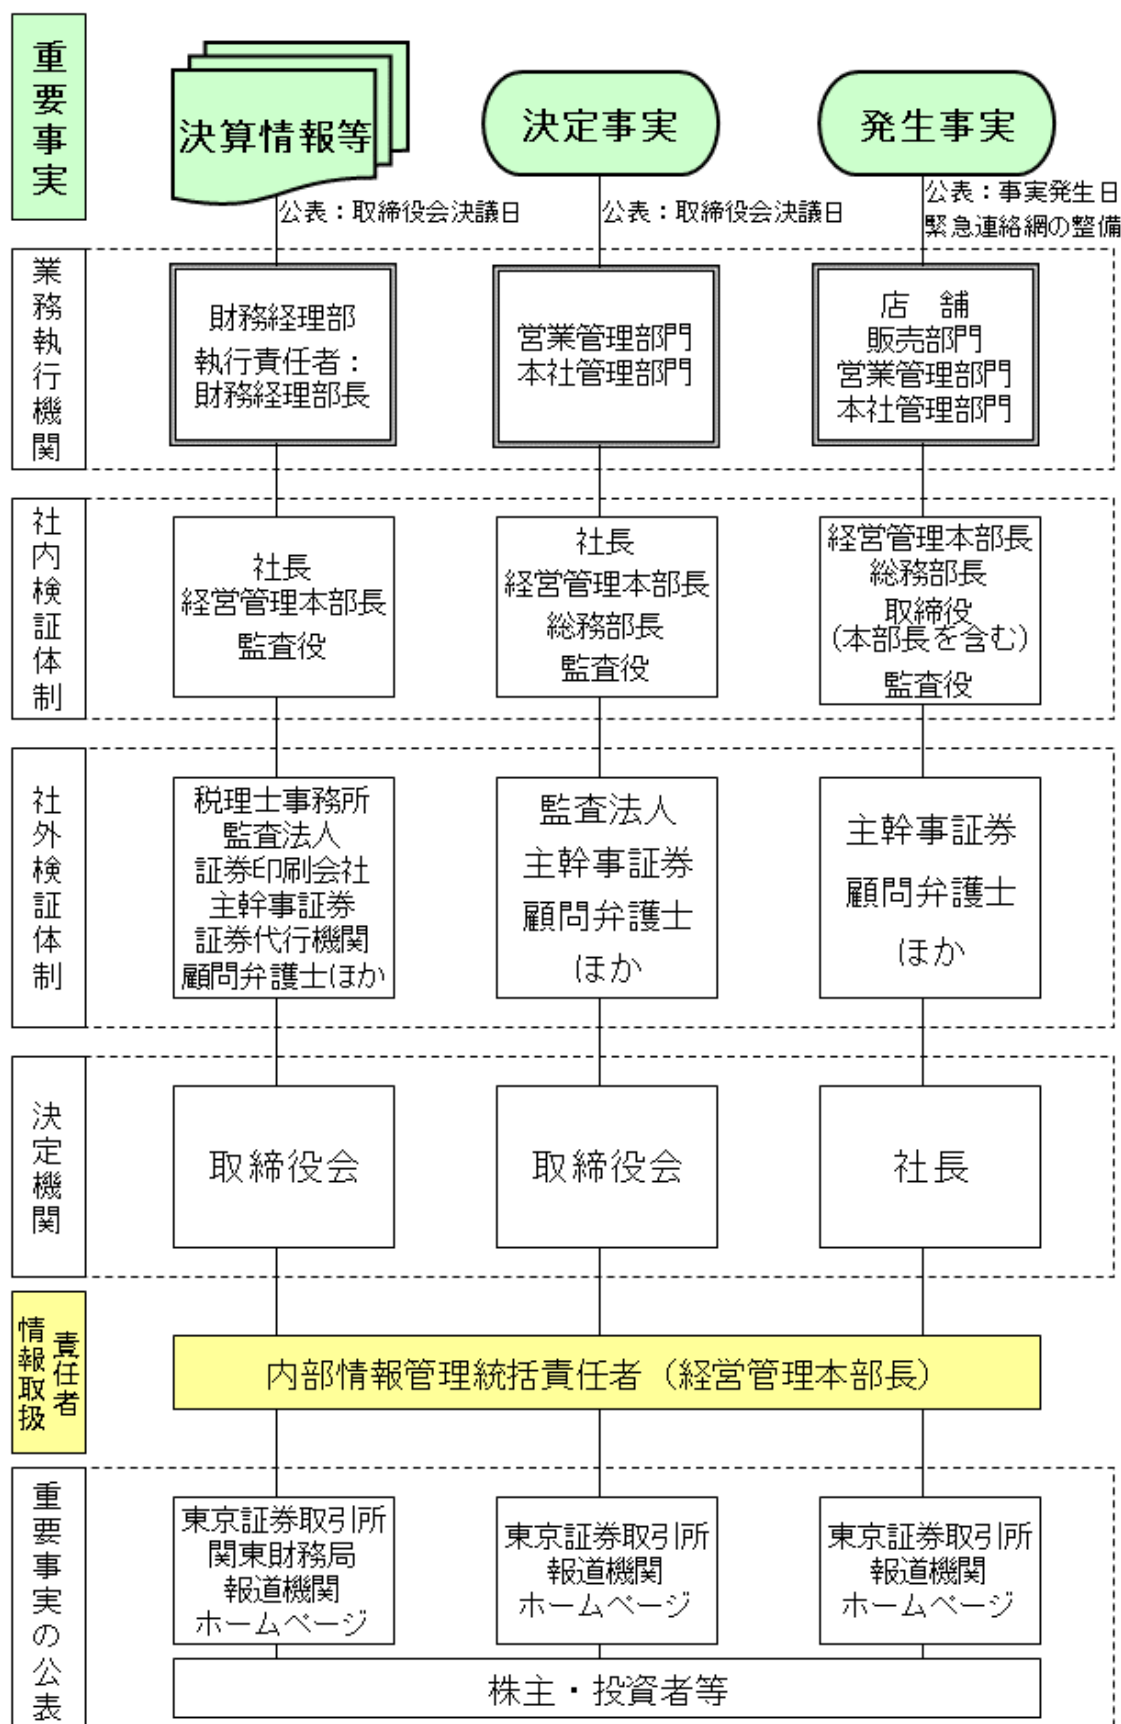 重要事実
決算情報等
決定事実
発生事実
公表：取締役会決議日
公表：取締役会決議日
公表：事実発生日
緊急連絡網の整備
業務執行機関
財務経理部
執行責任者：
財務経理部長
営業管理部門
本社管理部門
店　舗
販売部門
営業管理部門
本社管理部門
社内検証体制
社長
経営管理本部長
監査役
社長
経営管理本部長
総務部長
監査役
経営管理本部長
総務部長
取締役
（本部長を含む）
監査役
社外検証体制
税理士事務所
監査法人
証券印刷会社
主幹事証券
証券代行機関
顧問弁護士ほか
監査法人
主幹事証券
顧問弁護士
ほか
主幹事証券
顧問弁護士
ほか
決定機関
取締役会
取締役会
社長
情報取扱
責任者
内部情報管理統括責任者（経営管理本部長）
重要事実の公表
東京証券取引所
関東財務局
報道機関
ホームページ
東京証券取引所
報道機関
ホームページ
東京証券取引所
報道機関
ホームページ
株主・投資者等